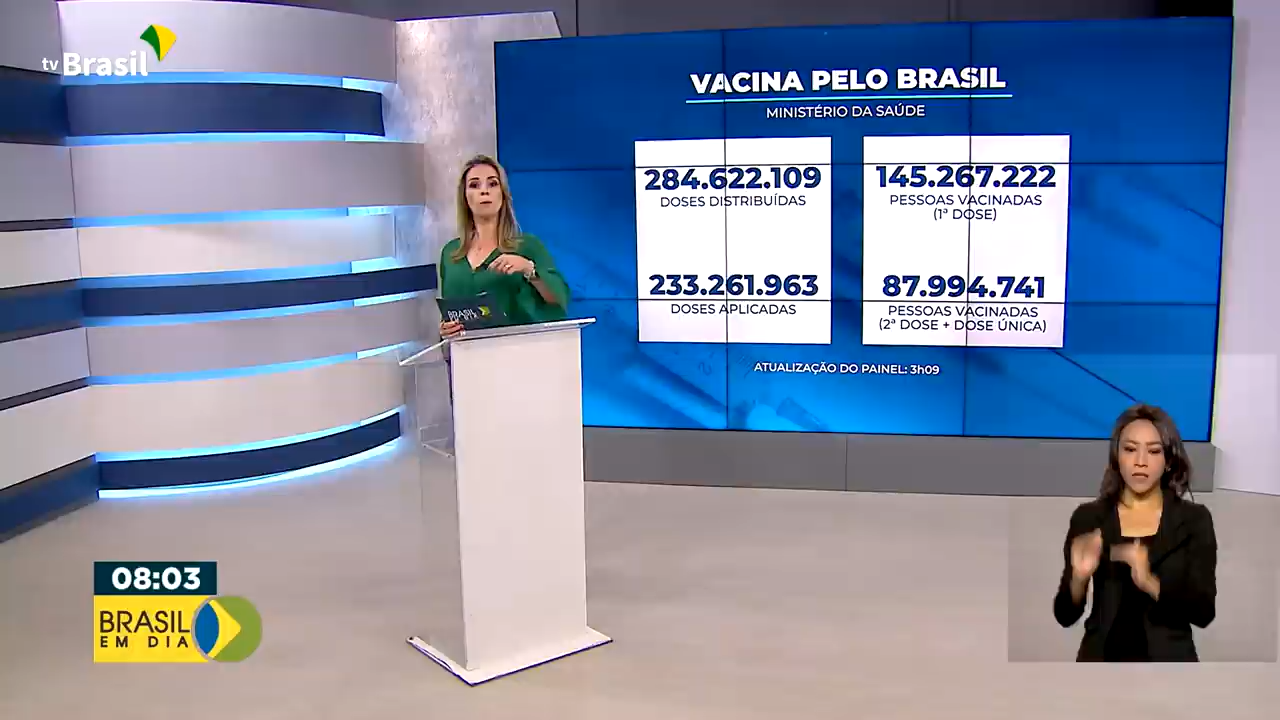 tv Brasil
VACINA PELO BRASIL
MINISTÉRIO DA SAÚDE
284.622.109
DOSES DISTRIBUÍDAS
233.261.963
DOSES APLICADAS
145.267.222
PESSOAS VACINADAS
(1ª DOSE)
87.994.741
PESSOAS VACINADAS
(2ª DOSE + DOSE ÚNICA)
ATUALIZAÇÃO DO PAINEL: 3h09
BRASIL
08:03
BRASIL
EM DIA